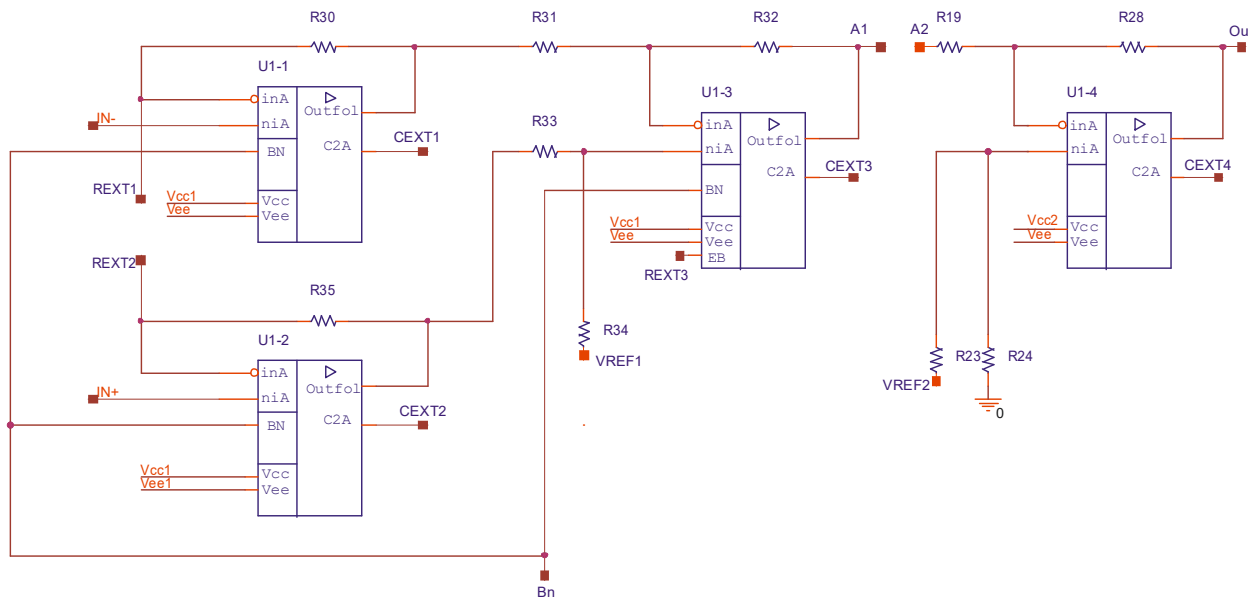 R30
R31
R32
A1
A2
R19
R28
Ou
U1-1
inA
Outfol
IN-
niA
BN
C2A
CEXT1
REXT1
Vcc1
Vee
Vcc
Vee
R33
U1-3
inA
Outfol
niA
C2A
CEXT3
BN
Vcc1
Vee
Vcc
Vee
EB
REXT3
U1-4
inA
Outfol
niA
C2A
CEXT4
Vcc2
Vee
Vcc
Vee
REXT2
R35
U1-2
inA
Outfol
IN+
niA
BN
C2A
CEXT2
Vcc1
Vee1
Vcc
Vee
R34
VREF1
R23
R24
VREF2
0
Bn